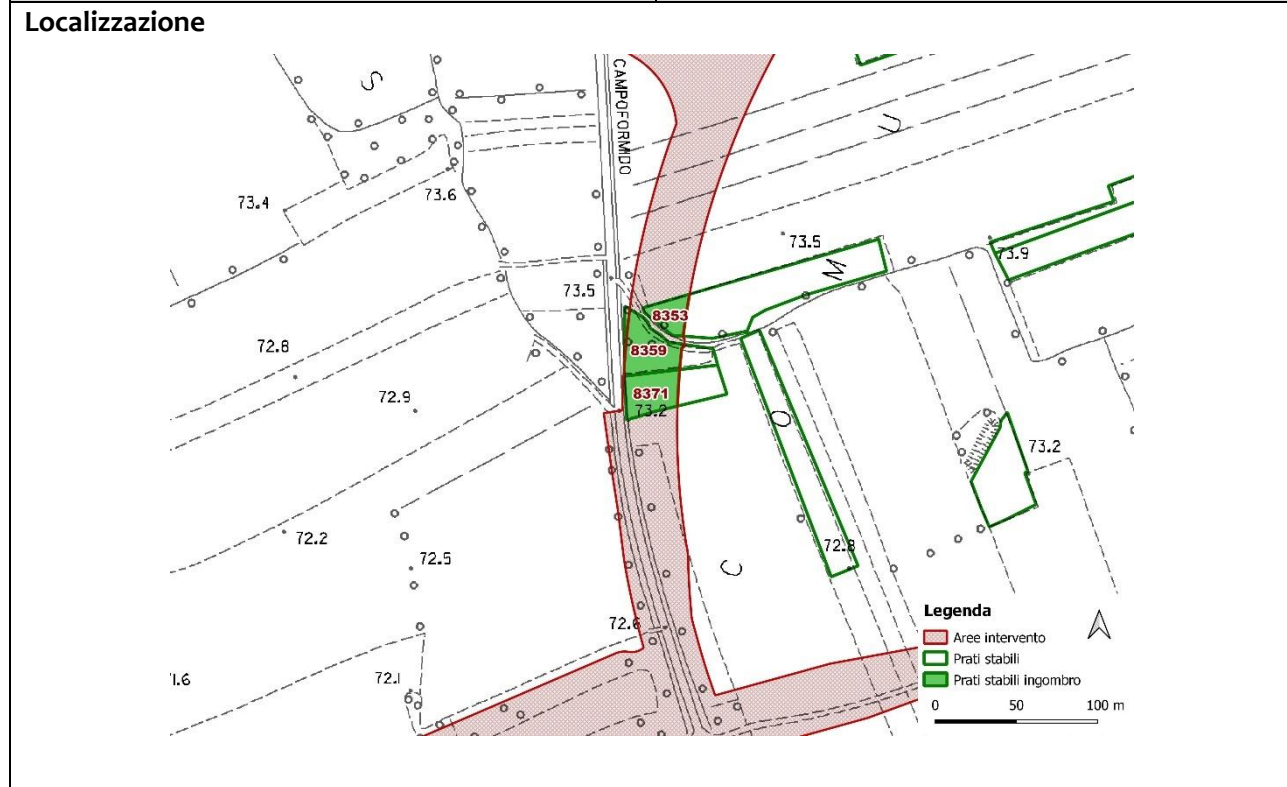 Localizzazione
CAMPOFORMIDO
S
U
73.4
73.6
73.5
73.9
M
73.5
8353
8359
72.8
8371
72.9
73.2
O
73.2
72.2
72.5
72.8
C
72.6
Legenda
Aree intervento
Prati stabili
Prati stabili ingombro
71.6
72.1
0 50 100 m